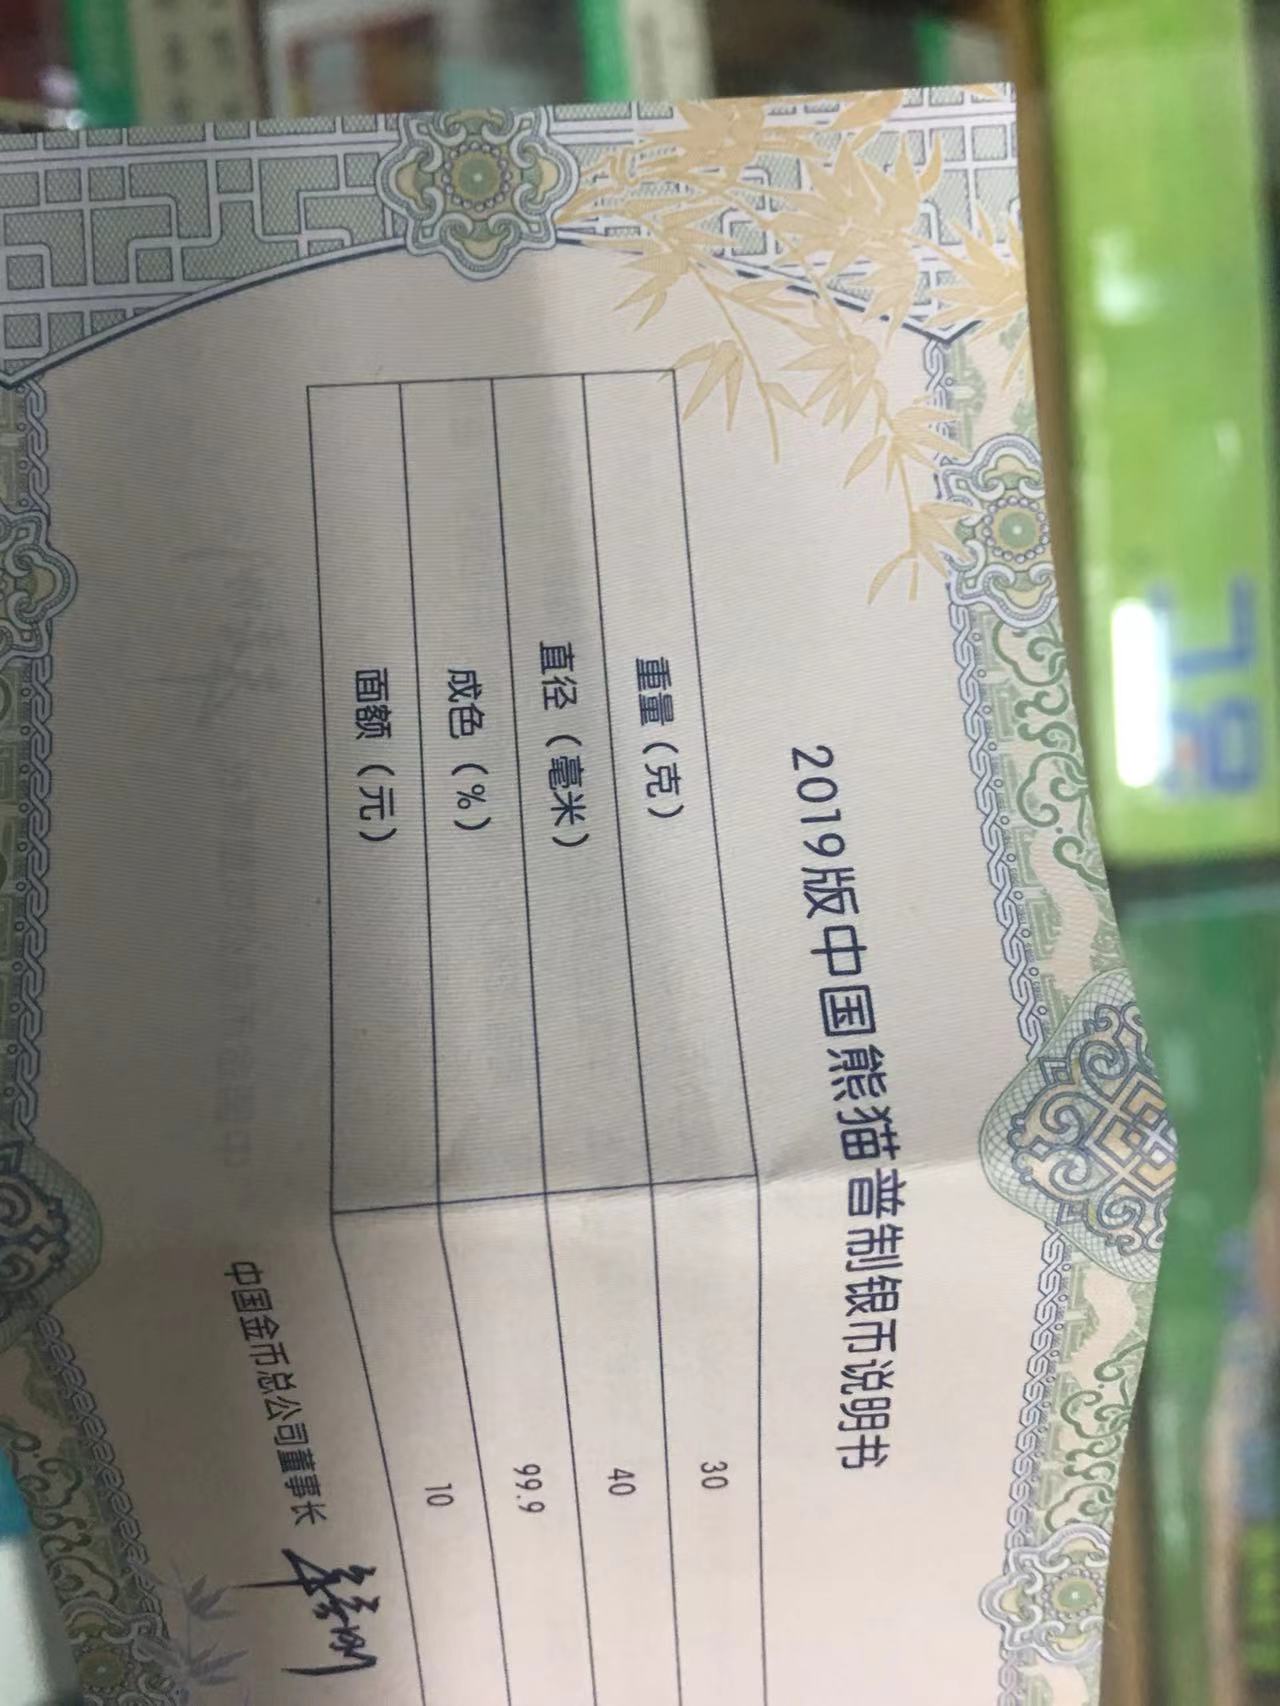 2019版中国熊猫普制银币说明书
重量（克） 30
直径（毫米） 40
成色（%） 99.9
面额（元） 10
中国金币总公司董事长